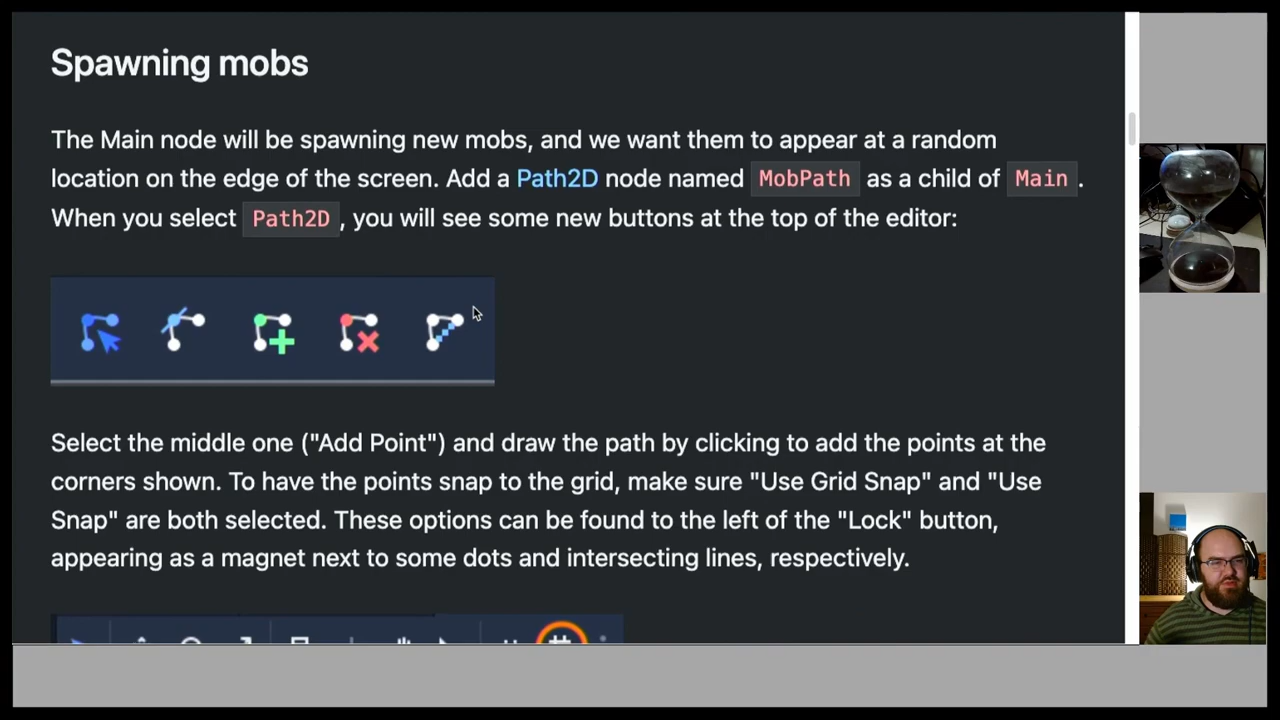 Spawning mobs
The Main node will be spawning new mobs, and we want them to appear at a random
location on the edge of the screen. Add a Path2D node named MobPath as a child of Main .
When you select Path2D , you will see some new buttons at the top of the editor:
Select the middle one ("Add Point") and draw the path by clicking to add the points at the
corners shown. To have the points snap to the grid, make sure "Use Grid Snap" and "Use
Snap" are both selected. These options can be found to the left of the "Lock" button,
appearing as a magnet next to some dots and intersecting lines, respectively.